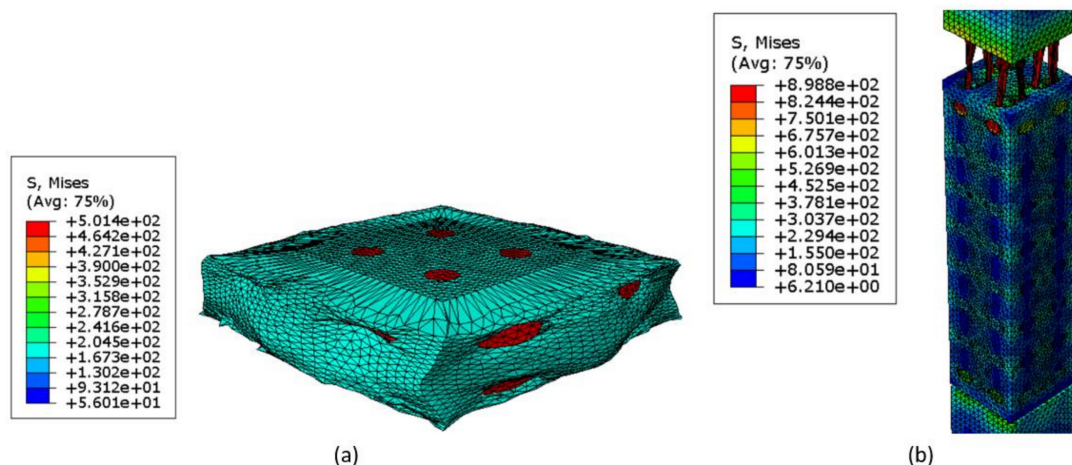 S, Mises
(Avg: 75%)
+5.014e+02
+4.642e+02
+4.271e+02
+3.900e+02
+3.529e+02
+3.158e+02
+2.787e+02
+2.416e+02
+2.045e+02
+1.673e+02
+1.302e+02
+9.312e+01
+5.601e+01
(a)
S, Mises
(Avg: 75%)
+8.988e+02
+8.244e+02
+7.501e+02
+6.757e+02
+6.013e+02
+5.269e+02
+4.525e+02
+3.781e+02
+3.037e+02
+2.294e+02
+1.550e+02
+8.059e+01
+6.210e+00
(b)